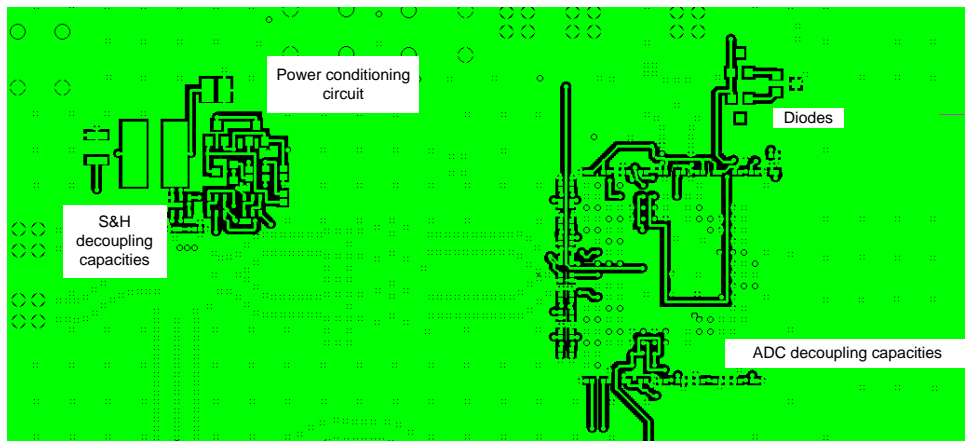 Power conditioning
circuit
Diodes
S&H
decoupling
capacities
ADC decoupling capacities